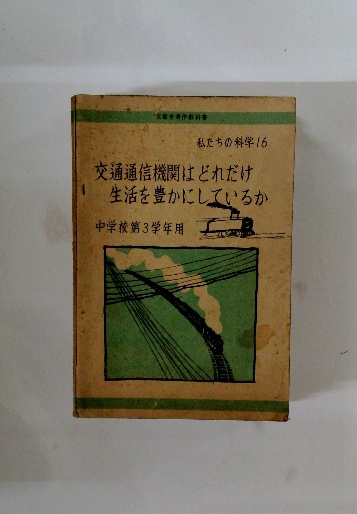 文部省著作教科書
私たちの科学16
交通通信機関はどれだけ
生活を豊かにしているか
中学校第3学年用